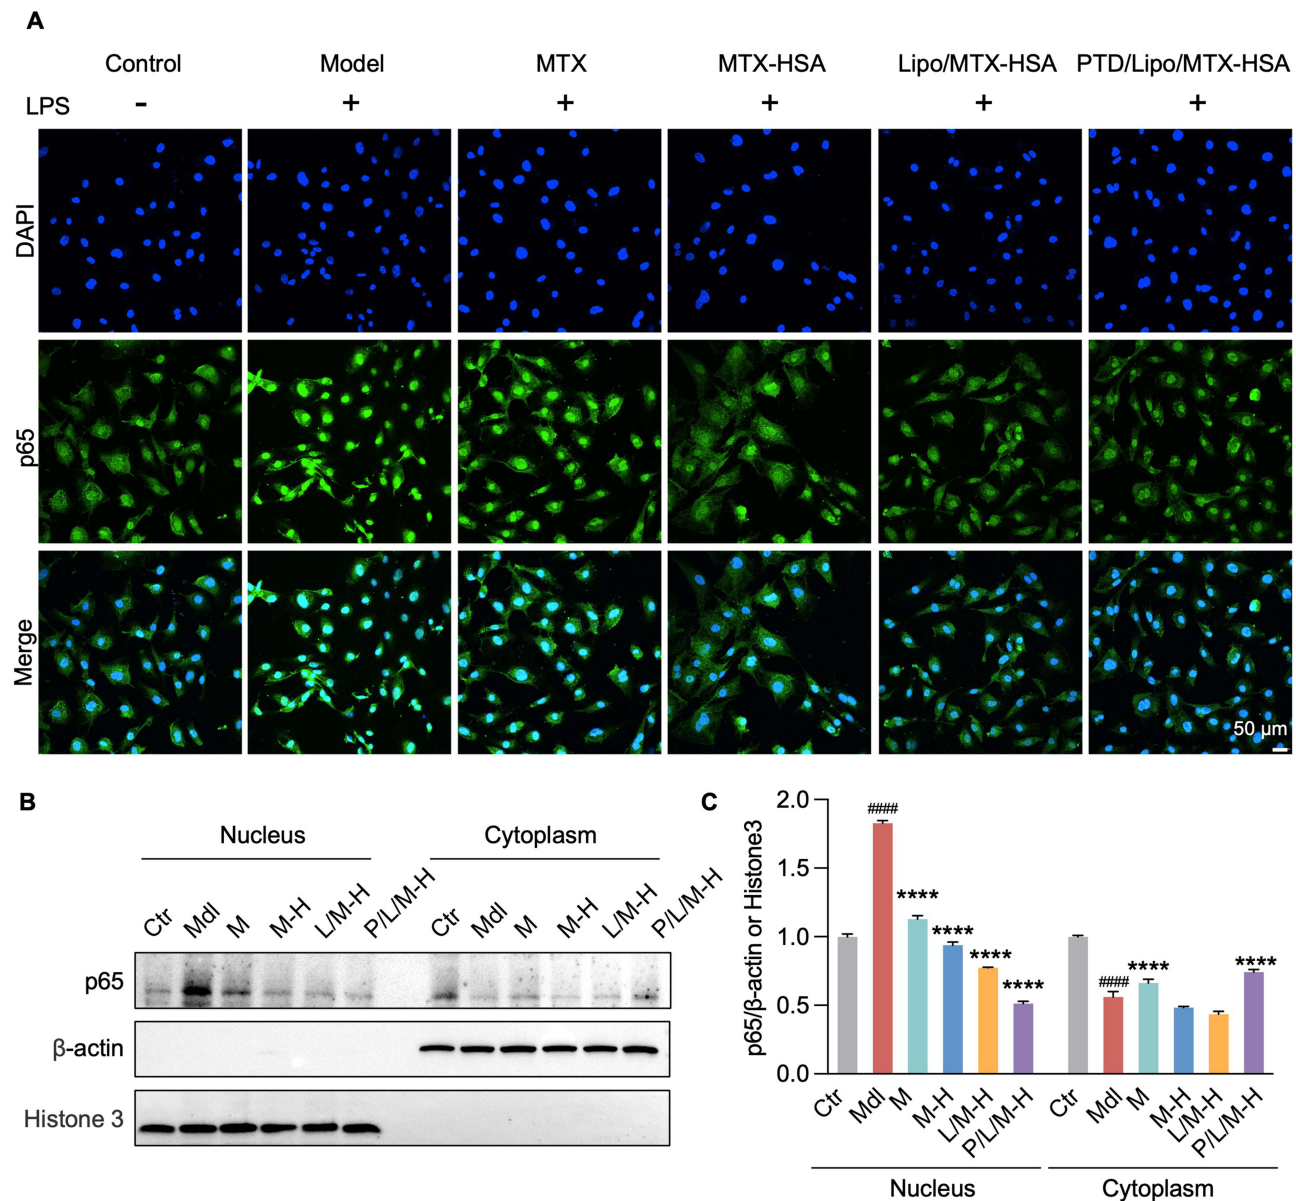 A
Control Model MTX MTX-HSA Lipo/MTX-HSA PTD/Lipo/MTX-HSA
LPS - + + + + +
DAPI
p65
Merge
50 µm
B
Nucleus Cytoplasm
Ctr Mdl M M-H L/M-H P/L/M-H Ctr Mdl M M-H L/M-H P/L/M-H
p65
β-actin
Histone 3
C
p65/β-actin or Histone3
2.0
1.5
1.0
0.5
0.0
####
****
****
****
****
####
****
****
Ctr Mdl M M-H L/M-H P/L/M-H Ctr Mdl M M-H L/M-H P/L/M-H
Nucleus Cytoplasm